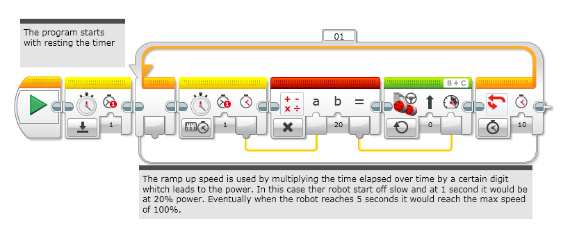 The program starts
with resting the timer
01
B + C
a b =
1
1
20
0
10
The ramp up speed is used by multiplying the time elapsed over time by a certain digit
whitch leads to the power. In this case ther robot start off slow and at 1 second it would be
at 20% power. Eventually when the robot reaches 5 seconds it would reach the max speed
of 100%.